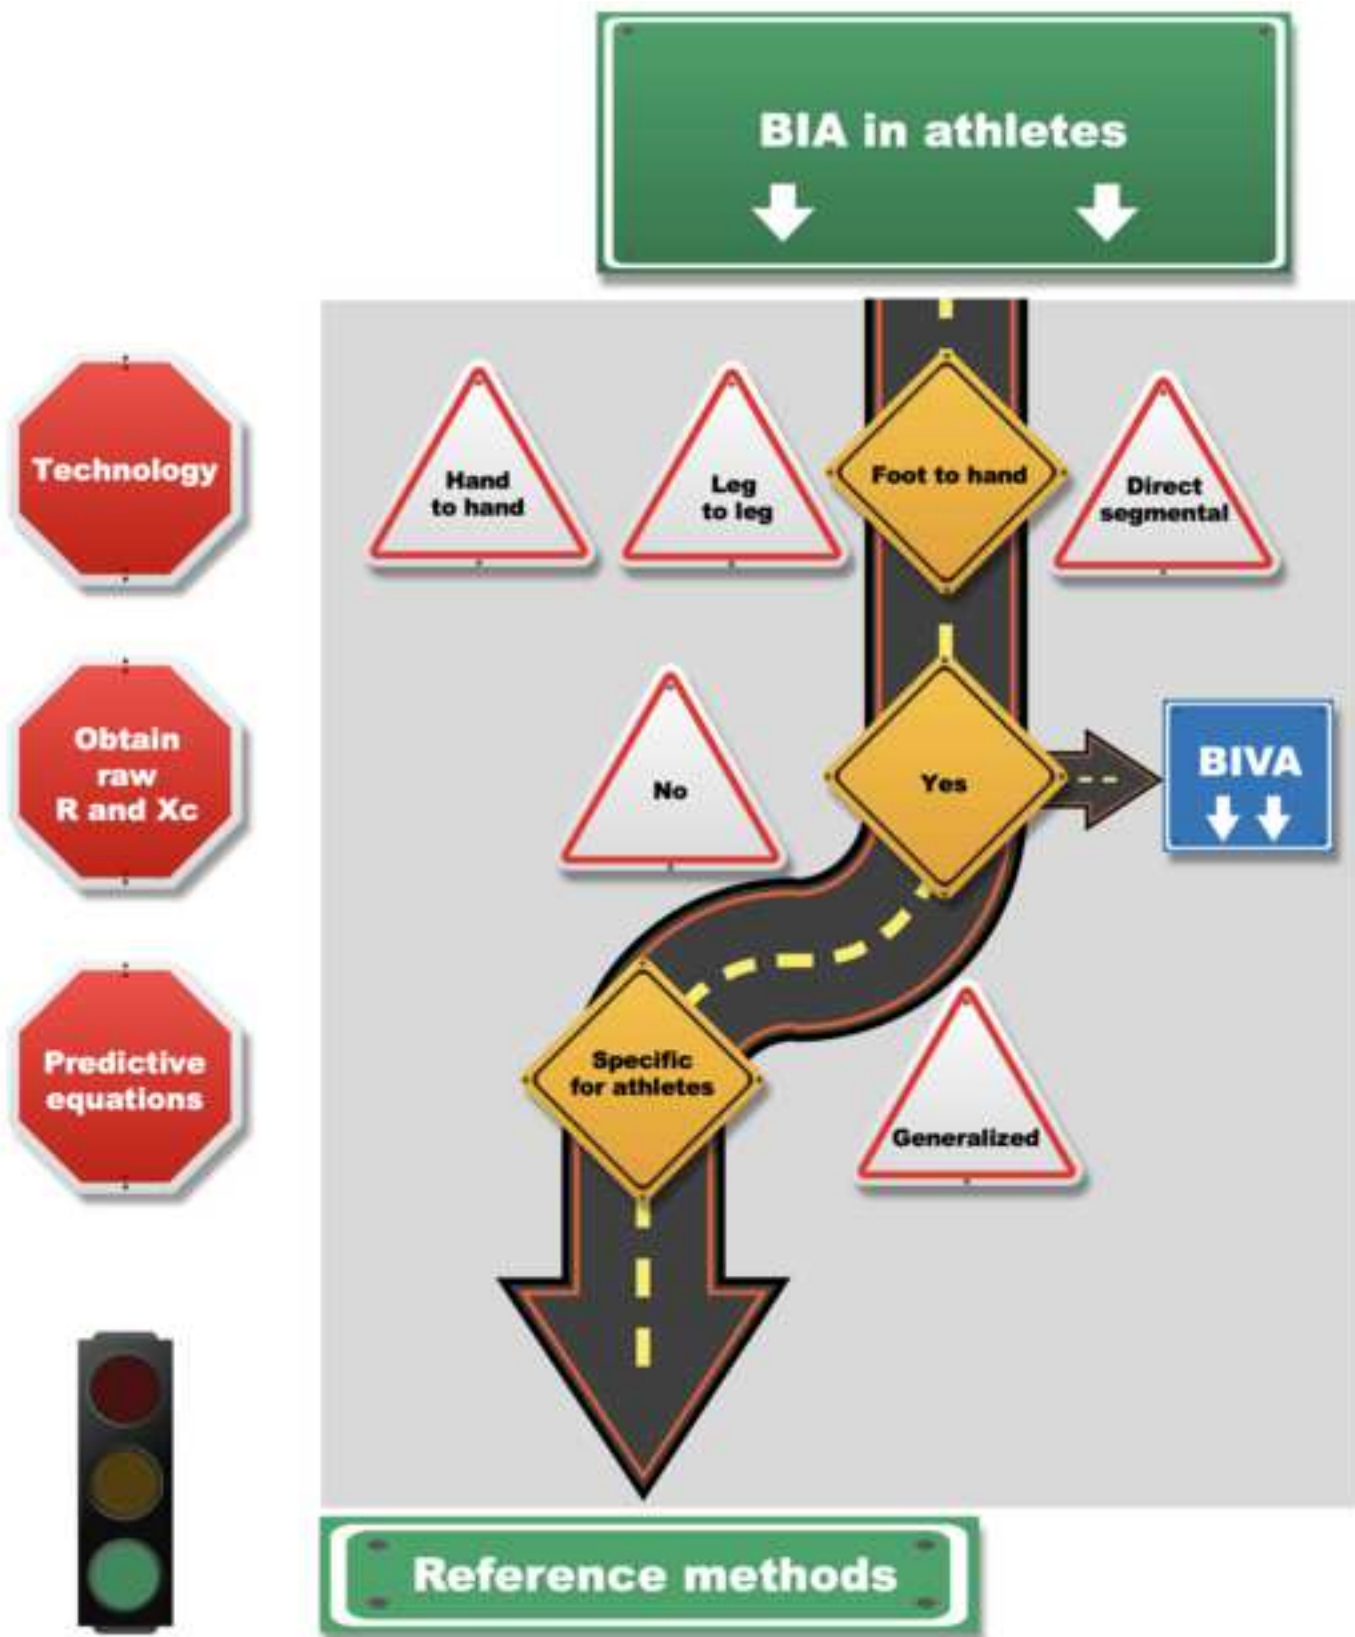 BIA in athletes
Technology
Hand
to hand
Leg
to leg
Foot to hand
Direct
segmental
Obtain
raw
R and Xc
No
Yes
BIVA
Predictive
equations
Specific
for athletes
Generalized
Reference methods